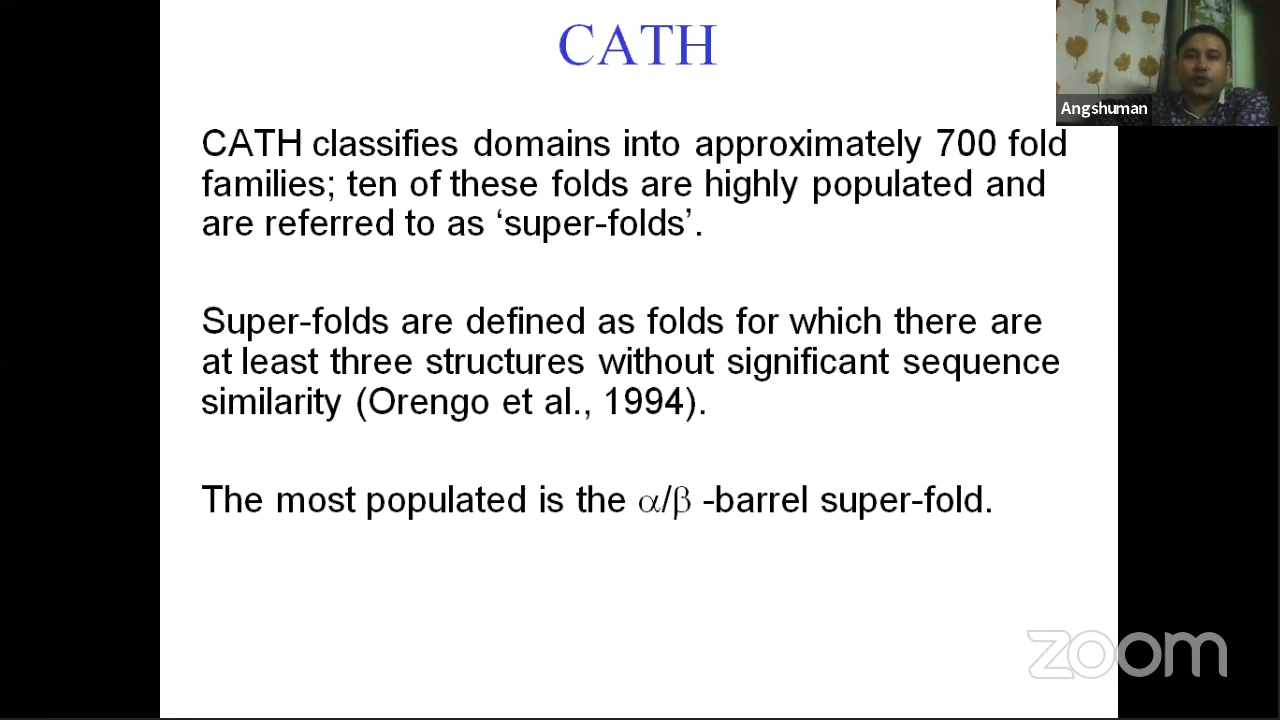 CATH
Angshuman
CATH classifies domains into approximately 700 fold
families; ten of these folds are highly populated and
are referred to as ‘super-folds’.
Super-folds are defined as folds for which there are
at least three structures without significant sequence
similarity (Orengo et al., 1994).
The most populated is the α/β -barrel super-fold.
zoom